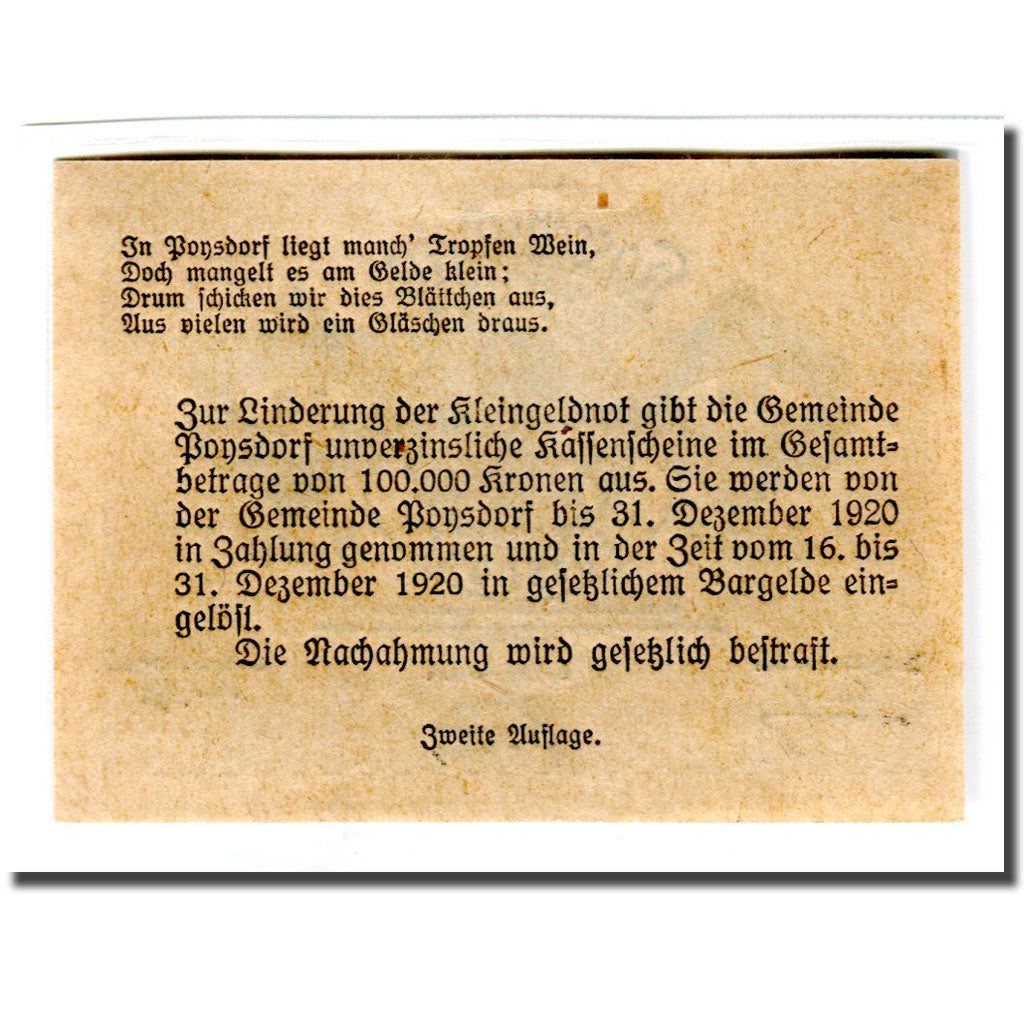 In Poysdorf liegt manch' Tropfen Wein,
Doch mangelt es am Gelde klein;
Drum schicken wir dies Blättchen aus,
Aus vielen wird ein Gläschen draus.
Zur Linderung der Kleingeldnot gibt die Gemeinde
Poysdorf unverzinsliche Kassenscheine im Gesamt-
betrage von 100.000 Kronen aus. Sie werden von
der Gemeinde Poysdorf bis 31. Dezember 1920
in Zahlung genommen und in der Zeit vom 16. bis
31. Dezember 1920 in gesetzlichem Bargelde ein-
gelöst.
Die Nachahmung wird gesetzlich bestraft.
Zweite Auflage.